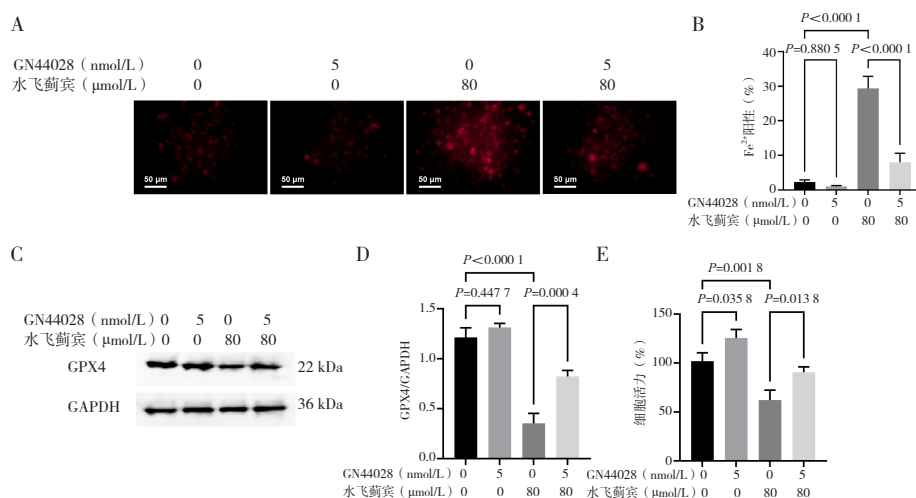 A
GN44028（nmol/L） 0 5 0 5
水飞蓟宾（μmol/L） 0 0 80 80
50 μm 50 μm 50 μm 50 μm
B
P＜0.000 1
P=0.880 5 P＜0.000 1
Fe²⁺阳性（%）
40
30
20
10
0
GN44028（nmol/L） 0 5 0 5
水飞蓟宾（μmol/L） 0 0 80 80
C
GN44028（nmol/L） 0 5 0 5
水飞蓟宾（μmol/L） 0 0 80 80
GPX4 22 kDa
GAPDH 36 kDa
D
P＜0.000 1
P=0.447 7 P=0.000 4
GPX4/GAPDH
1.5
1.0
0.5
0.0
GN44028（nmol/L） 0 5 0 5
水飞蓟宾（μmol/L） 0 0 80 80
E
P=0.001 8
P=0.035 8 P=0.013 8
细胞活力（%）
150
100
50
0
GN44028（nmol/L） 0 5 0 5
水飞蓟宾（μmol/L） 0 0 80 80